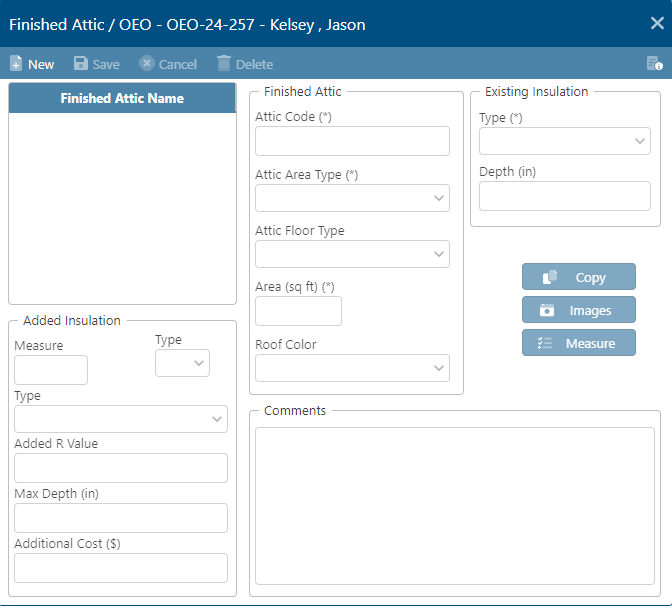 Finished Attic / OEO - OEO-24-257 - Kelsey , Jason
New Save Cancel Delete
Finished Attic Name
Finished Attic
Attic Code (*)
Attic Area Type (*)
Attic Floor Type
Area (sq ft) (*)
Roof Color
Existing Insulation
Type (*)
Depth (in)
Copy
Images
Measure
Added Insulation
Measure
Type
Type
Added R Value
Max Depth (in)
Additional Cost ($)
Comments